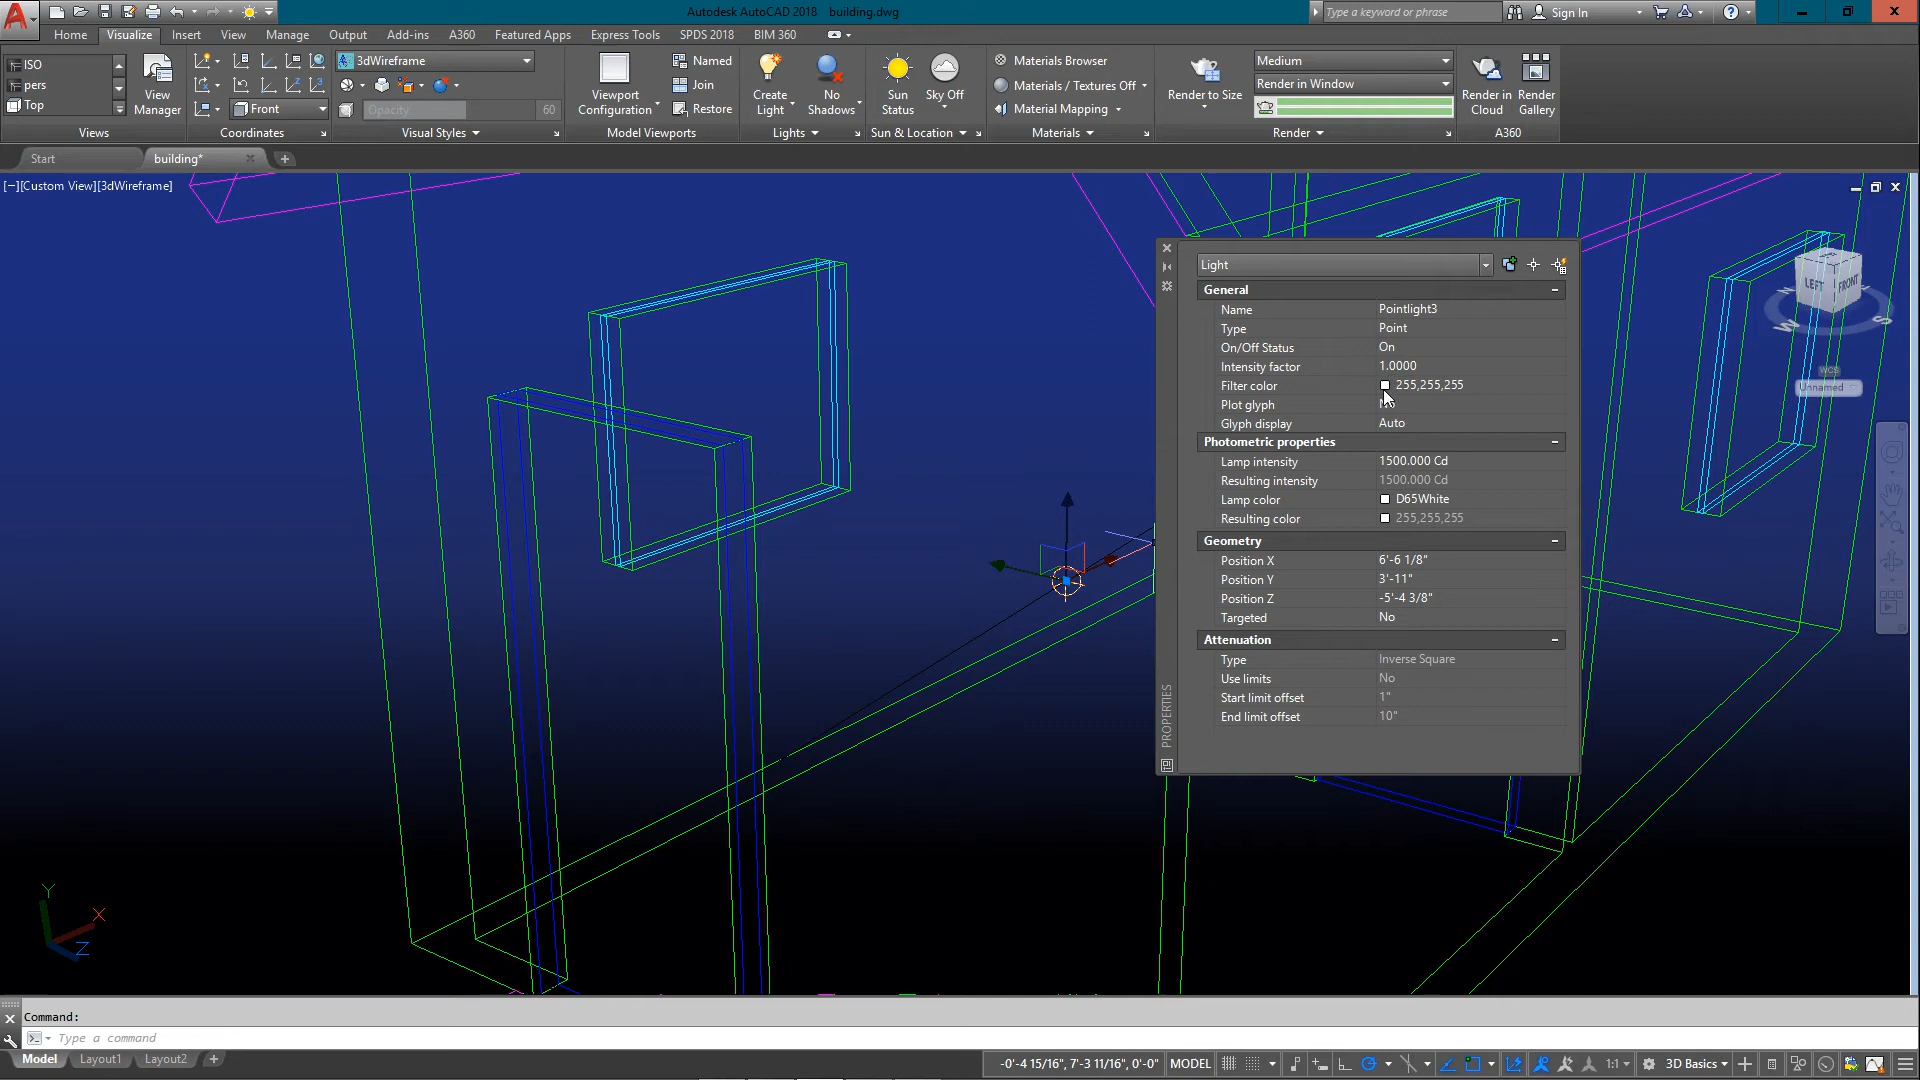 Autodesk AutoCAD 2018 building.dwg
Type a keyword or phrase
Sign In
Home Visualize Insert View Manage Output Add-ins A360 Featured Apps Express Tools SPDS 2018 BIM 360
ISO
pers
Top
View Manager
Front
3dWireframe
Opacity 60
Viewport Configuration
Named
Join
Restore
Create Light
No Shadows
Sun Status
Sky Off
Materials Browser
Materials / Textures Off
Material Mapping
Render to Size
Medium
Render in Window
Render in Cloud
Render Gallery
Views Coordinates Visual Styles Model Viewports Lights Sun & Location Materials Render A360
Start building*
[−][Custom View][3dWireframe]
LEFT FRONT
W S
WCS
Unnamed
Light
General
Name Pointlight3
Type Point
On/Off Status On
Intensity factor 1.0000
Filter color 255,255,255
Plot glyph
Glyph display Auto
Photometric properties
Lamp intensity 1500.000 Cd
Resulting intensity 1500.000 Cd
Lamp color D65White
Resulting color 255,255,255
Geometry
Position X 6'-6 1/8"
Position Y 3'-11"
Position Z -5'-4 3/8"
Targeted No
Attenuation
Type Inverse Square
Use limits No
Start limit offset 1"
End limit offset 10"
PROPERTIES
Y
X
Z
Command:
Type a command
Model Layout1 Layout2
-0'-4 15/16", 7'-3 11/16", 0'-0" MODEL 1:1 3D Basics